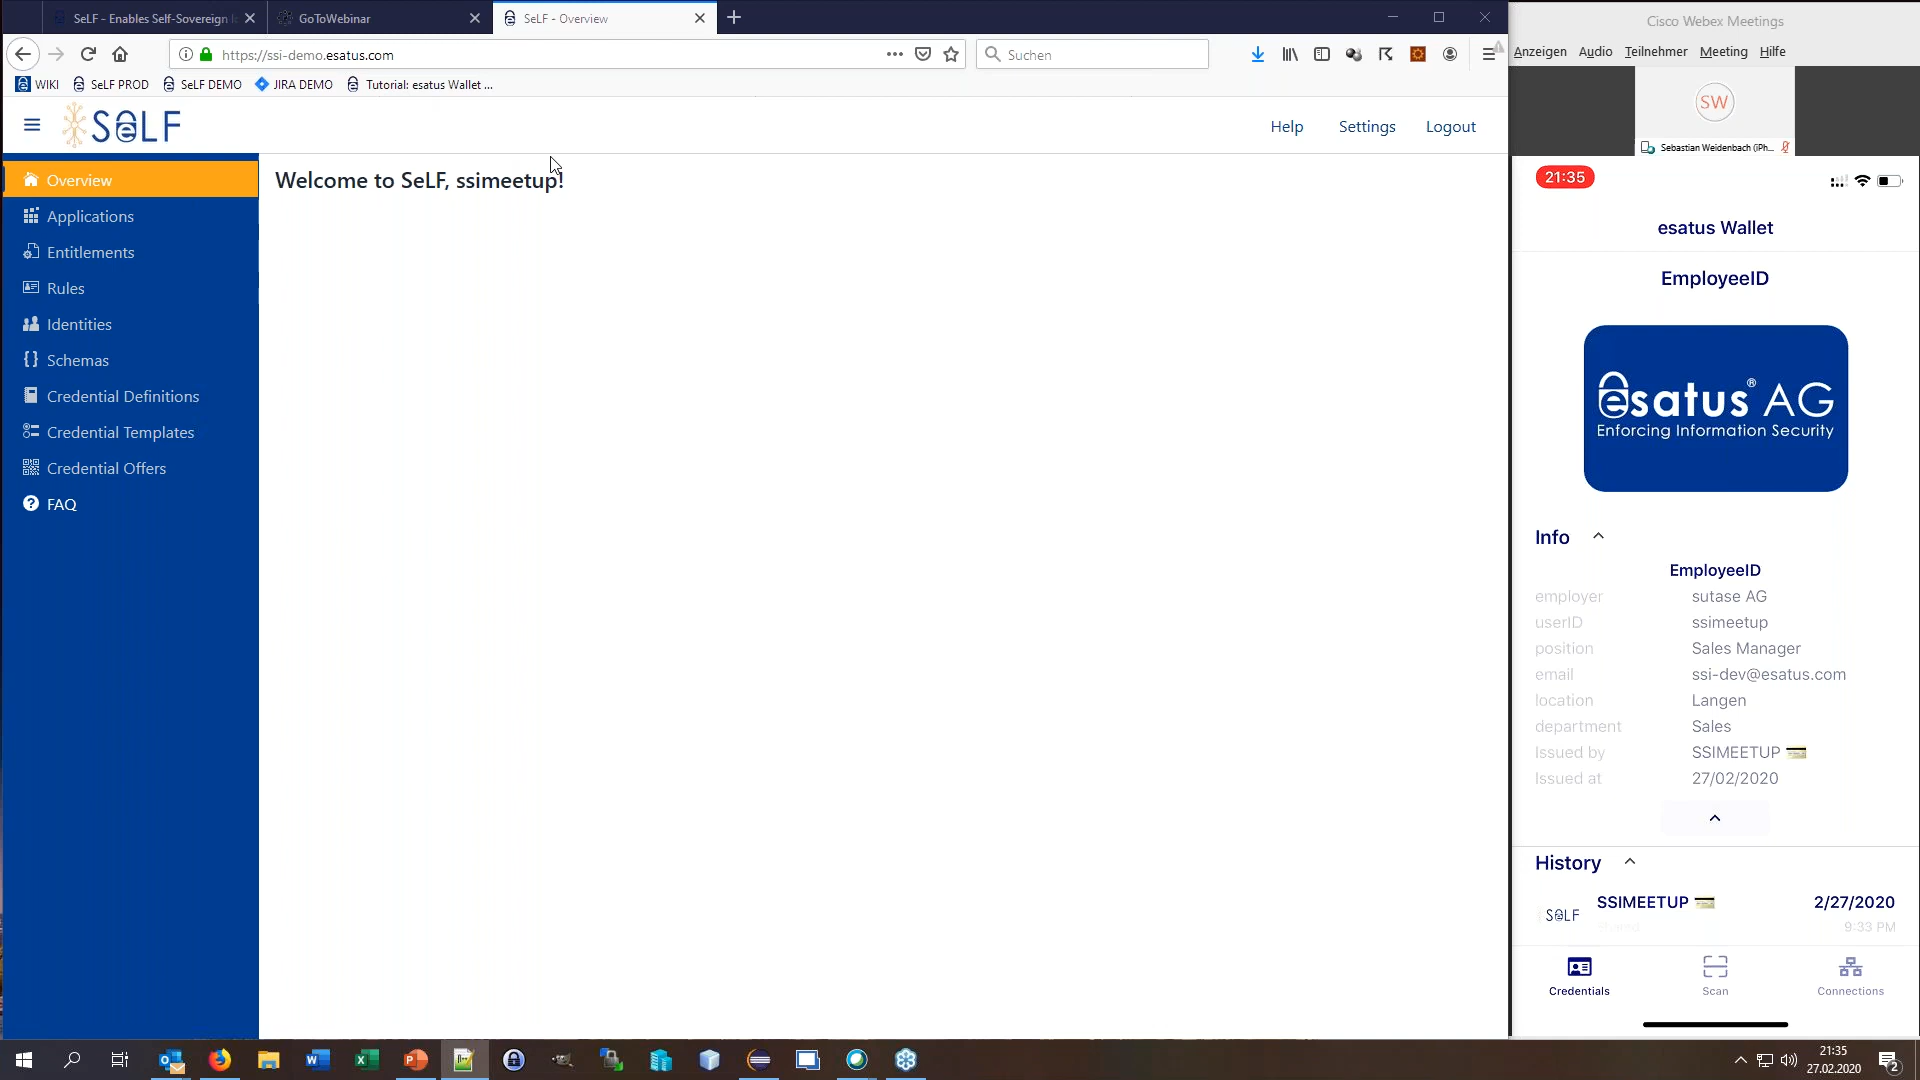 SeLF - Enables Self-Sovereign I
GoToWebinar
SeLF - Overview
https://ssi-demo.esatus.com
Suchen
WIKI
SeLF PROD
SeLF DEMO
JIRA DEMO
Tutorial: esatus Wallet ...
SeLF
Help
Settings
Logout
Overview
Applications
Entitlements
Rules
Identities
Schemas
Credential Definitions
Credential Templates
Credential Offers
FAQ
Welcome to SeLF, ssimeetup!
Cisco Webex Meetings
Anzeigen Audio Teilnehmer Meeting Hilfe
SW
Sebastian Weidenbach (iPh...
21:35
esatus Wallet
EmployeeID
esatus® AG
Enforcing Information Security
Info
EmployeeID
employer sutase AG
userID ssimeetup
position Sales Manager
email ssi-dev@esatus.com
location Langen
department Sales
Issued by SSIMEETUP
Issued at 27/02/2020
History
SeLF
SSIMEETUP 2/27/2020
Shared 9:33 PM
Credentials
Scan
Connections
21:35
27.02.2020
2